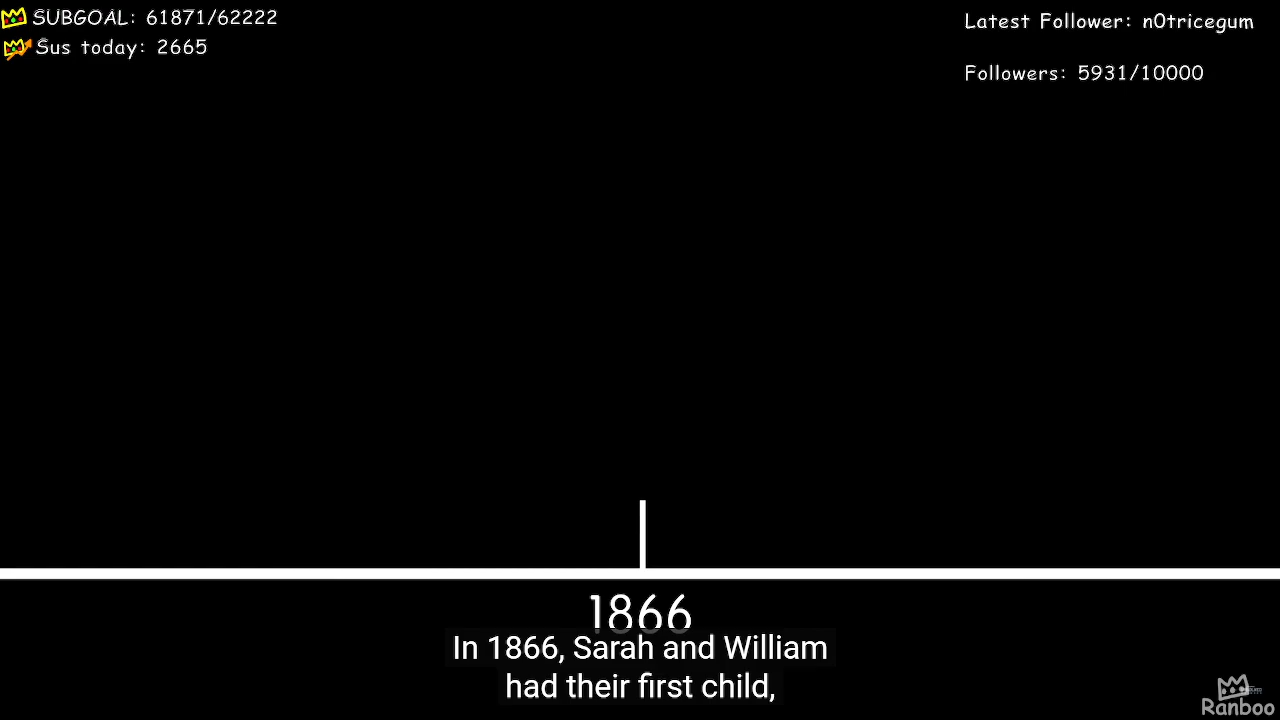 SUBGOAL: 61871/62222
Sus today: 2665
Latest Follower: n0tricegum
Followers: 5931/10000
1866
In 1866, Sarah and William
had their first child,
Ranboo